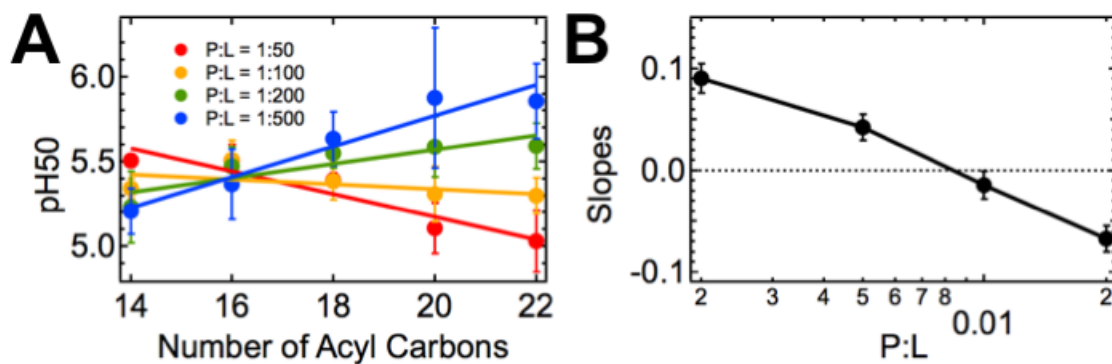 A
P:L = 1:50
P:L = 1:100
P:L = 1:200
P:L = 1:500
6.0
5.5
5.0
pH50
14 16 18 20 22
Number of Acyl Carbons
B
0.1
0.0
-0.1
Slopes
2 3 4 5 6 7 8 2
0.01
P:L